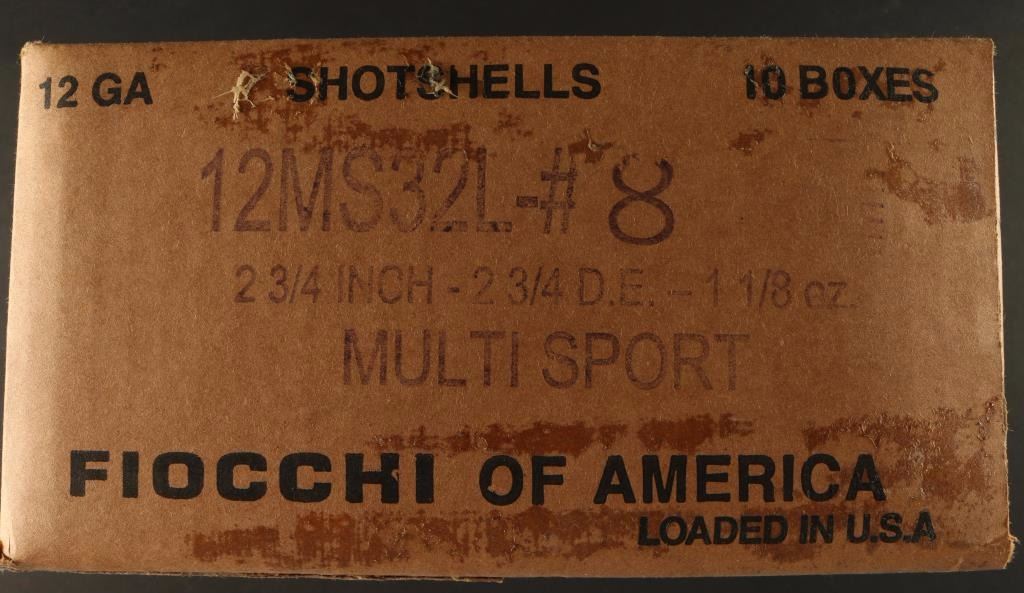 12 GA SHOTSHELLS 10 BOXES
12MS32L-# 8
2 3/4 INCH - 2 3/4 D.E. – 1 1/8 oz.
MULTI SPORT
FIOCCHI OF AMERICA
LOADED IN U.S.A